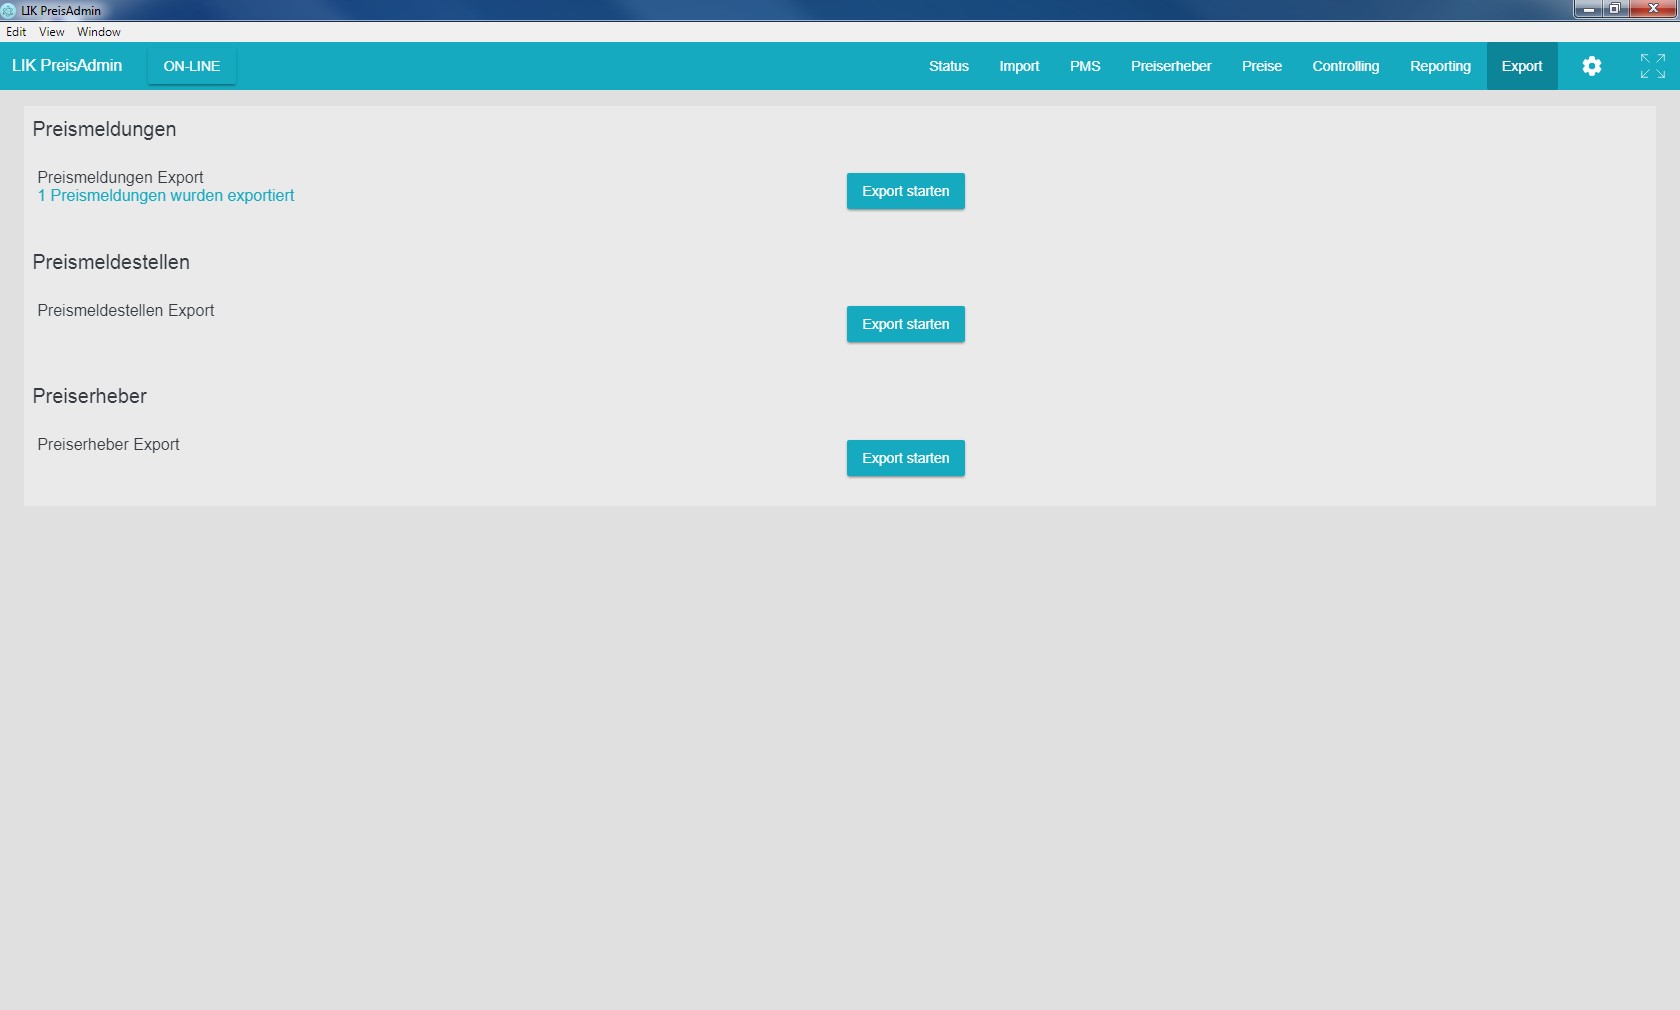 LIK PreisAdmin
Edit View Window
LIK PreisAdmin ON-LINE Status Import PMS Preiserheber Preise Controlling Reporting Export
Preismeldungen
Preismeldungen Export
1 Preismeldungen wurden exportiert
Export starten
Preismeldestellen
Preismeldestellen Export
Export starten
Preiserheber
Preiserheber Export
Export starten